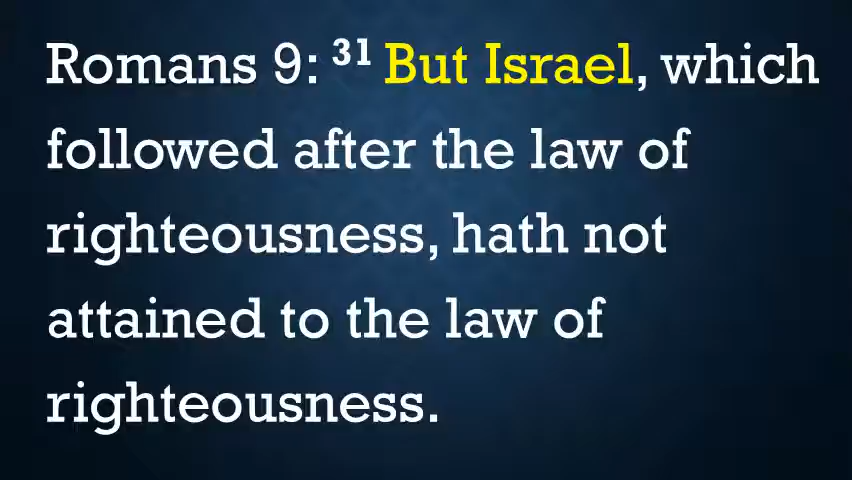 Romans 9: 31 But Israel, which
followed after the law of
righteousness, hath not
attained to the law of
righteousness.